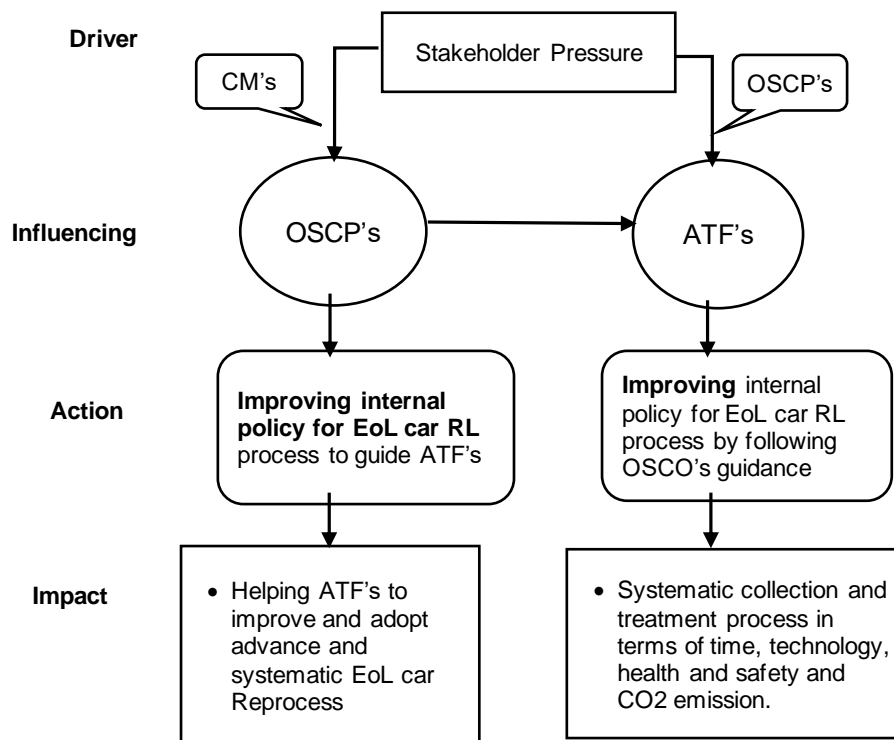 Driver
Stakeholder Pressure
CM's
OSCP's
Influencing
OSCP's
ATF's
Action
Improving internal
policy for EoL car RL
process to guide ATF's
Improving internal
policy for EoL car RL
process by following
OSCO's guidance
Impact
• Helping ATF's to
improve and adopt
advance and
systematic EoL car
Reprocess
• Systematic collection and
treatment process in
terms of time, technology,
health and safety and
CO2 emission.